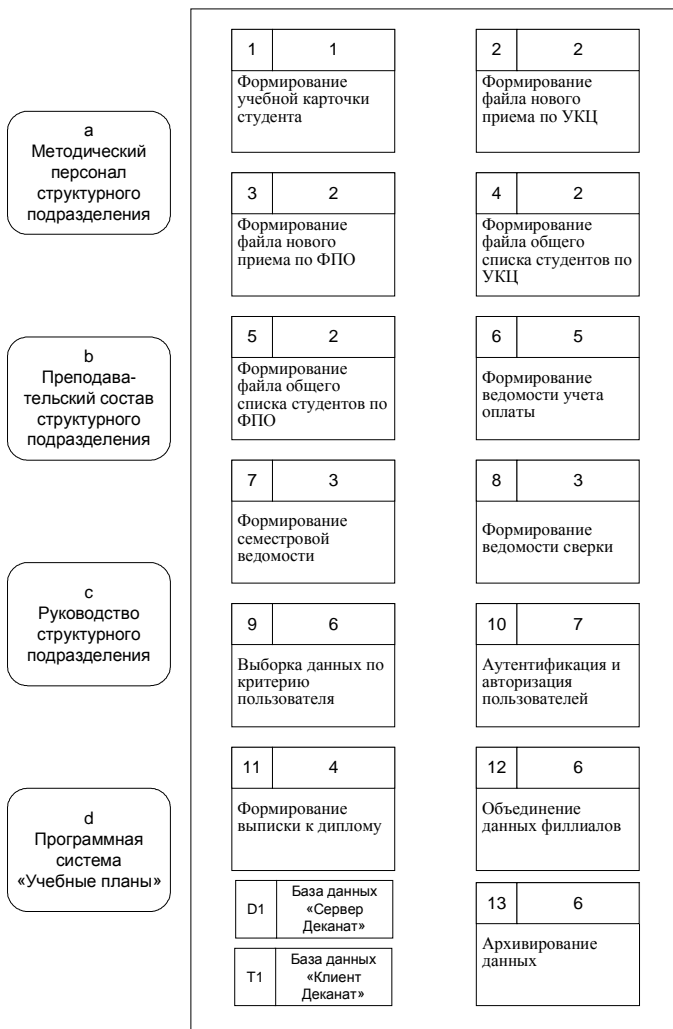 a
Методический
персонал
структурного
подразделения
b
Преподава-
тельский состав
структурного
подразделения
c
Руководство
структурного
подразделения
d
Программная
система
«Учебные планы»
1 1
Формирование
учебной карточки
студента
2 2
Формирование
файла нового
приема по УКЦ
3 2
Формирование
файла нового
приема по ФПО
4 2
Формирование
файла общего
списка студентов по
УКЦ
5 2
Формирование
файла общего
списка студентов по
ФПО
6 5
Формирование
ведомости учета
оплаты
7 3
Формирование
семестровой
ведомости
8 3
Формирование
ведомости сверки
9 6
Выборка данных по
критерию
пользователя
10 7
Аутентификация и
авторизация
пользователей
11 4
Формирование
выписки к диплому
12 6
Объединение
данных филлиалов
D1
База данных
«Сервер
Деканат»
T1
База данных
«Клиент
Деканат»
13 6
Архивирование
данных